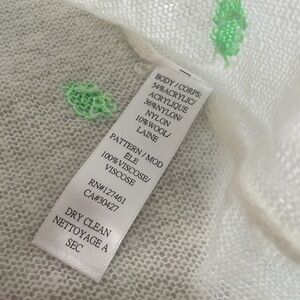 BODY / CORPS:
54%ACRYLIC/
ACRYLIQUE
36%NYLON/
NYLON
10%WOOL/
LAINE
PATTERN / MOD
ELE
100%VISCOSE/
VISCOSE
RN#127461
CA#30427
DRY CLEAN
NETTOYAGE A
SEC